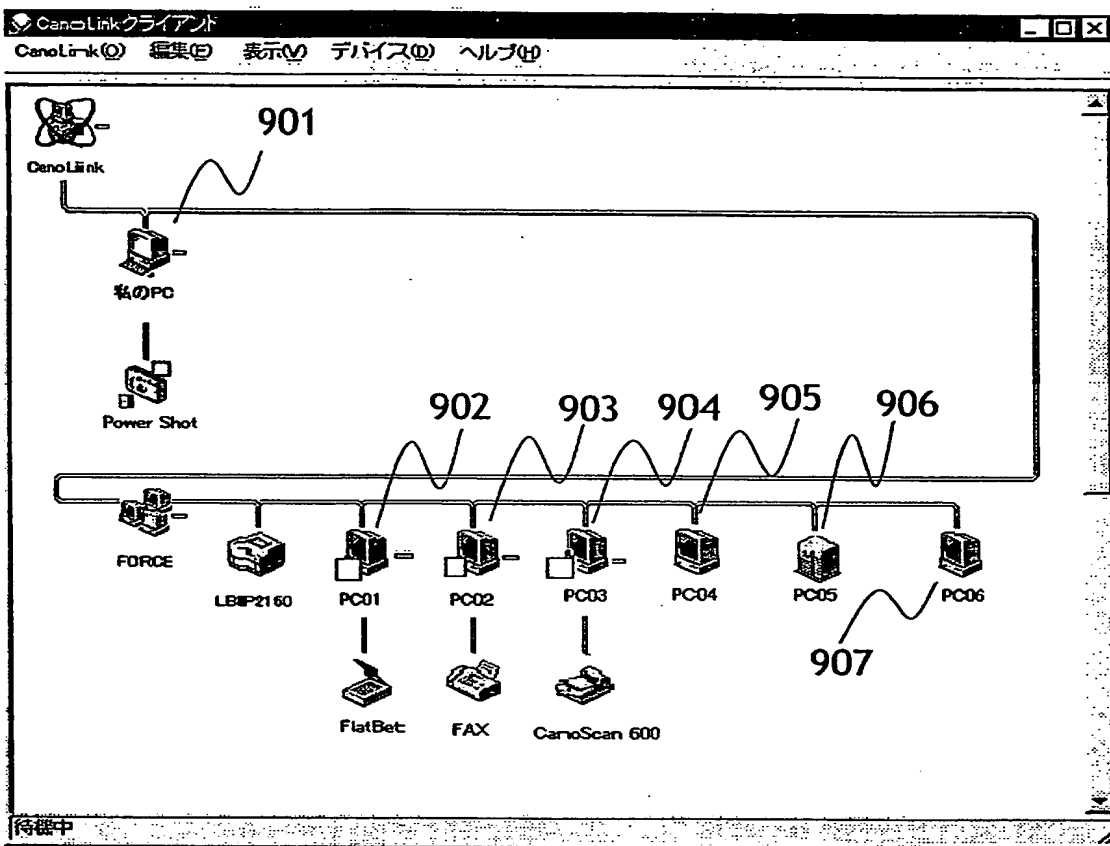 CanoLinkクライアント
CanoLink(O) 編集(E) 表示(V) デバイス(D) ヘルプ(H)
CanoLiink
901
私のPC
Power Shot
902 903 904 905 906
FORCE
LBIIP2160 PC01 PC02 PC03 PC04 PC05 PC06
907
FlatBet FAX CanoScan 600
待機中